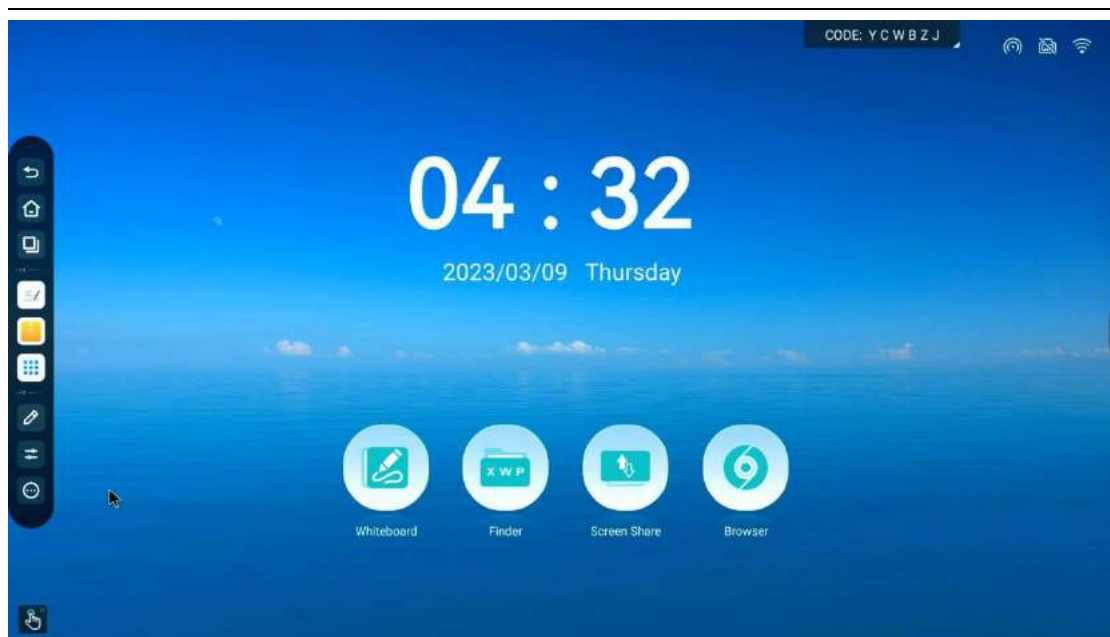 CODE: Y C W B Z J
04 : 32
2023/03/09 Thursday
X W P
Whiteboard
Finder
Screen Share
Browser